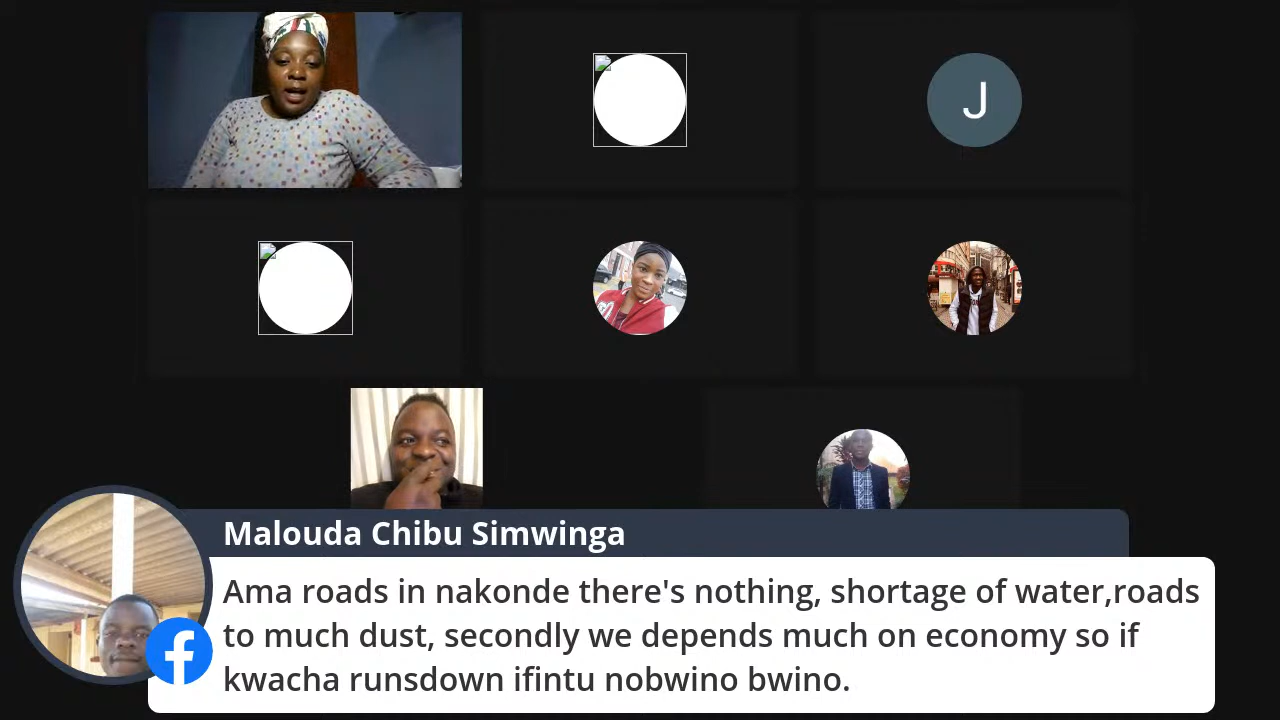 J
Malouda Chibu Simwinga
Ama roads in nakonde there's nothing, shortage of water,roads
to much dust, secondly we depends much on economy so if
kwacha runsdown ifintu nobwino bwino.